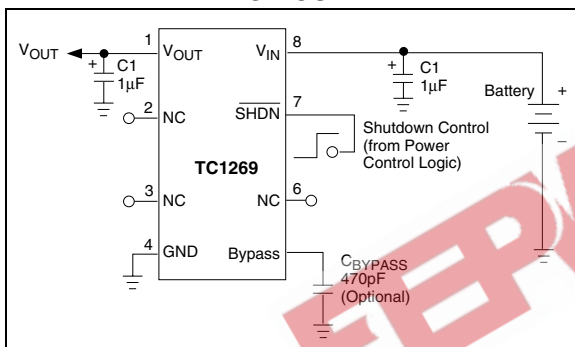 1
8
VOUT
VOUT
VIN
+
C1
1µF
+
C1
1µF
Battery
+
–
2
NC
7
SHDN
Shutdown Control
(from Power
Control Logic)
TC1269
3
NC
6
NC
4
GND
Bypass
CBYPASS
470pF
(Optional)